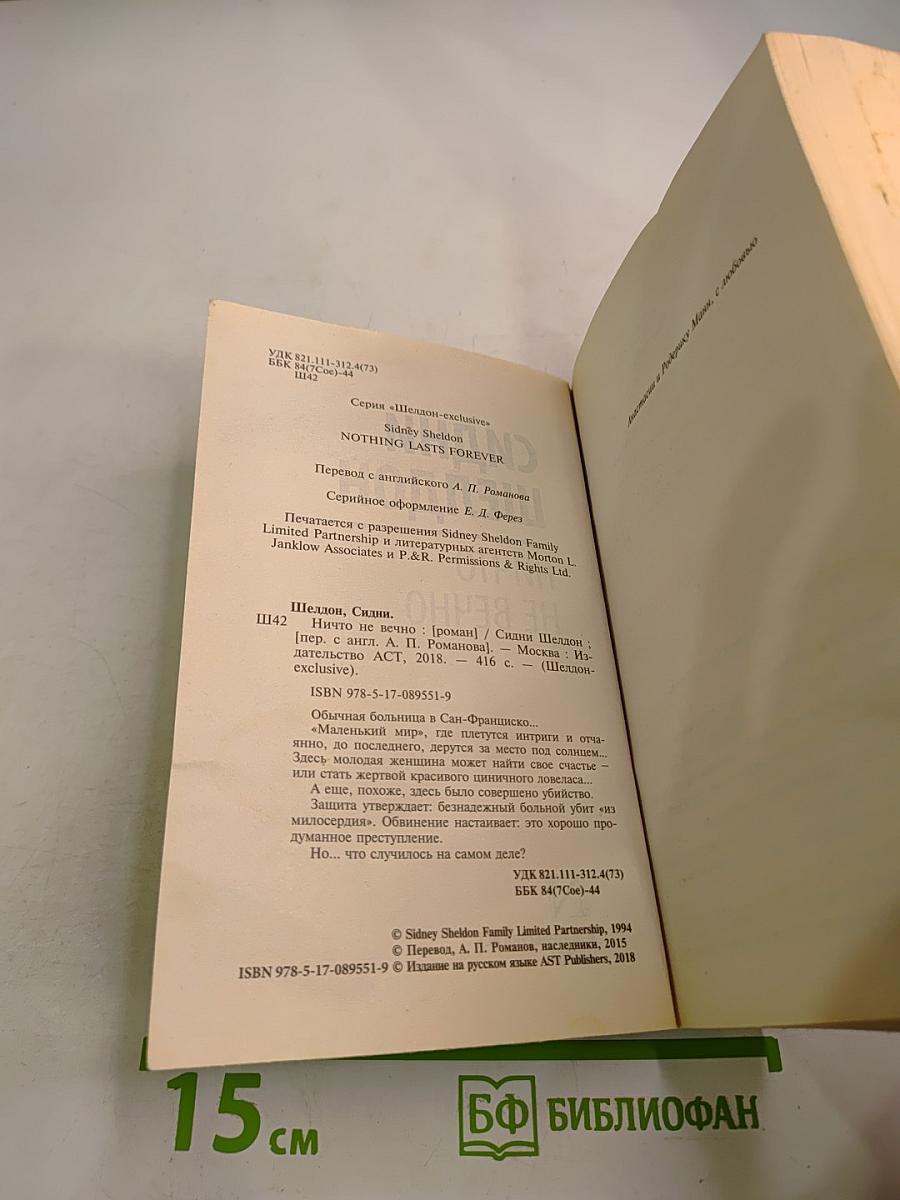 УДК 821.111-312.4(73)
ББК 84(7Сое)-44
Ш42
Серия «Шелдон-exclusive»
Sidney Sheldon
NOTHING LASTS FOREVER
Перевод с английского А. П. Романова
Серийное оформление Е. Д. Ферез
Печатается с разрешения Sidney Sheldon Family
Limited Partnership и литературных агентств Morton L.
Janklow Associates и P.&R. Permissions & Rights Ltd.
Шелдон, Сидни.
Ш42 Ничто не вечно : [роман] / Сидни Шелдон ;
[пер. с англ. А. П. Романова]. — Москва : Из-
дательство АСТ, 2018. — 416 с. — (Шелдон-
exclusive).
ISBN 978-5-17-089551-9
Обычная больница в Сан-Франциско...
«Маленький мир», где плетутся интриги и отча-
янно, до последнего, дерутся за место под солнцем...
Здесь молодая женщина может найти свое счастье –
или стать жертвой красивого циничного ловеласа...
А еще, похоже, здесь было совершено убийство.
Защита утверждает: безнадежный больной убит «из
милосердия». Обвинение настаивает: это хорошо про-
думанное преступление.
Но... что случилось на самом деле?
УДК 821.111-312.4(73)
ББК 84(7Сое)-44
© Sidney Sheldon Family Limited Partnership, 1994
© Перевод, А. П. Романов, наследники, 2015
ISBN 978-5-17-089551-9 © Издание на русском языке AST Publishers, 2018
Анастасии и Родерику Манн, с любовью
15 см
БФ БИБЛИОФАН